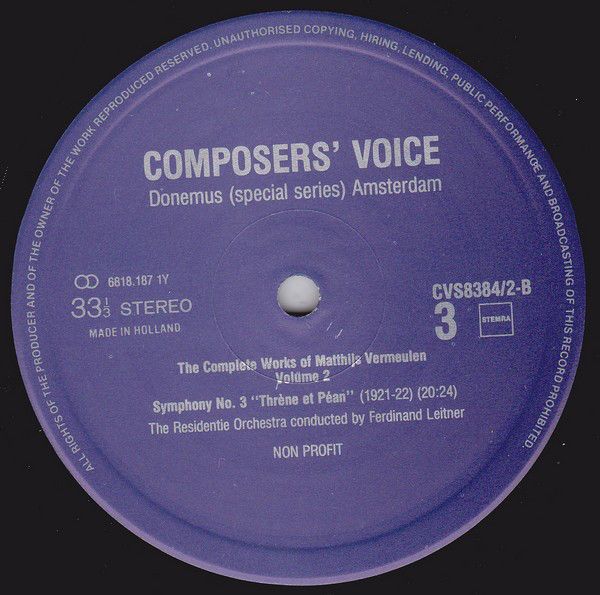 ALL RIGHTS OF THE PRODUCER AND OF THE OWNER OF THE WORK REPRODUCED RESERVED. UNAUTHORISED COPYING, HIRING, LENDING, PUBLIC PERFORMANCE AND BROADCASTING OF THIS RECORD PROHIBITED.
COMPOSERS' VOICE
Donemus (special series) Amsterdam
6818.187 1Y
33⅓ STEREO
MADE IN HOLLAND
CVS8384/2-B
3
STEMRA
The Complete Works of Matthijs Vermeulen
Volume 2
Symphony No. 3 "Thrène et Péan" (1921-22) (20:24)
The Residentie Orchestra conducted by Ferdinand Leitner
NON PROFIT